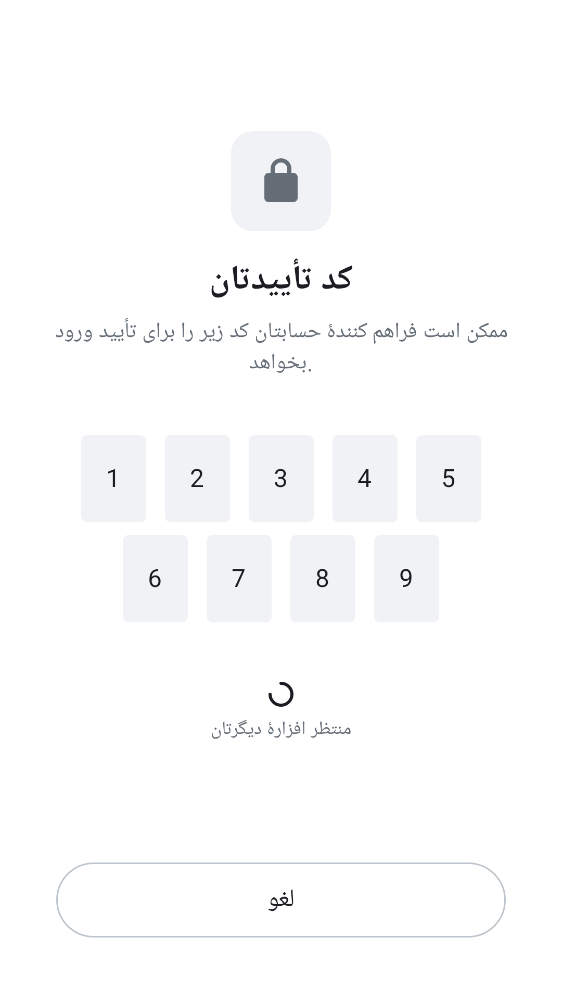 کد تأییدتان
ممکن است فراهم کنندهٔ حسابتان کد زیر را برای تأیید ورود
بخواهد.
1 2 3 4 5
6 7 8 9
منتظر افزارهٔ دیگرتان
لغو